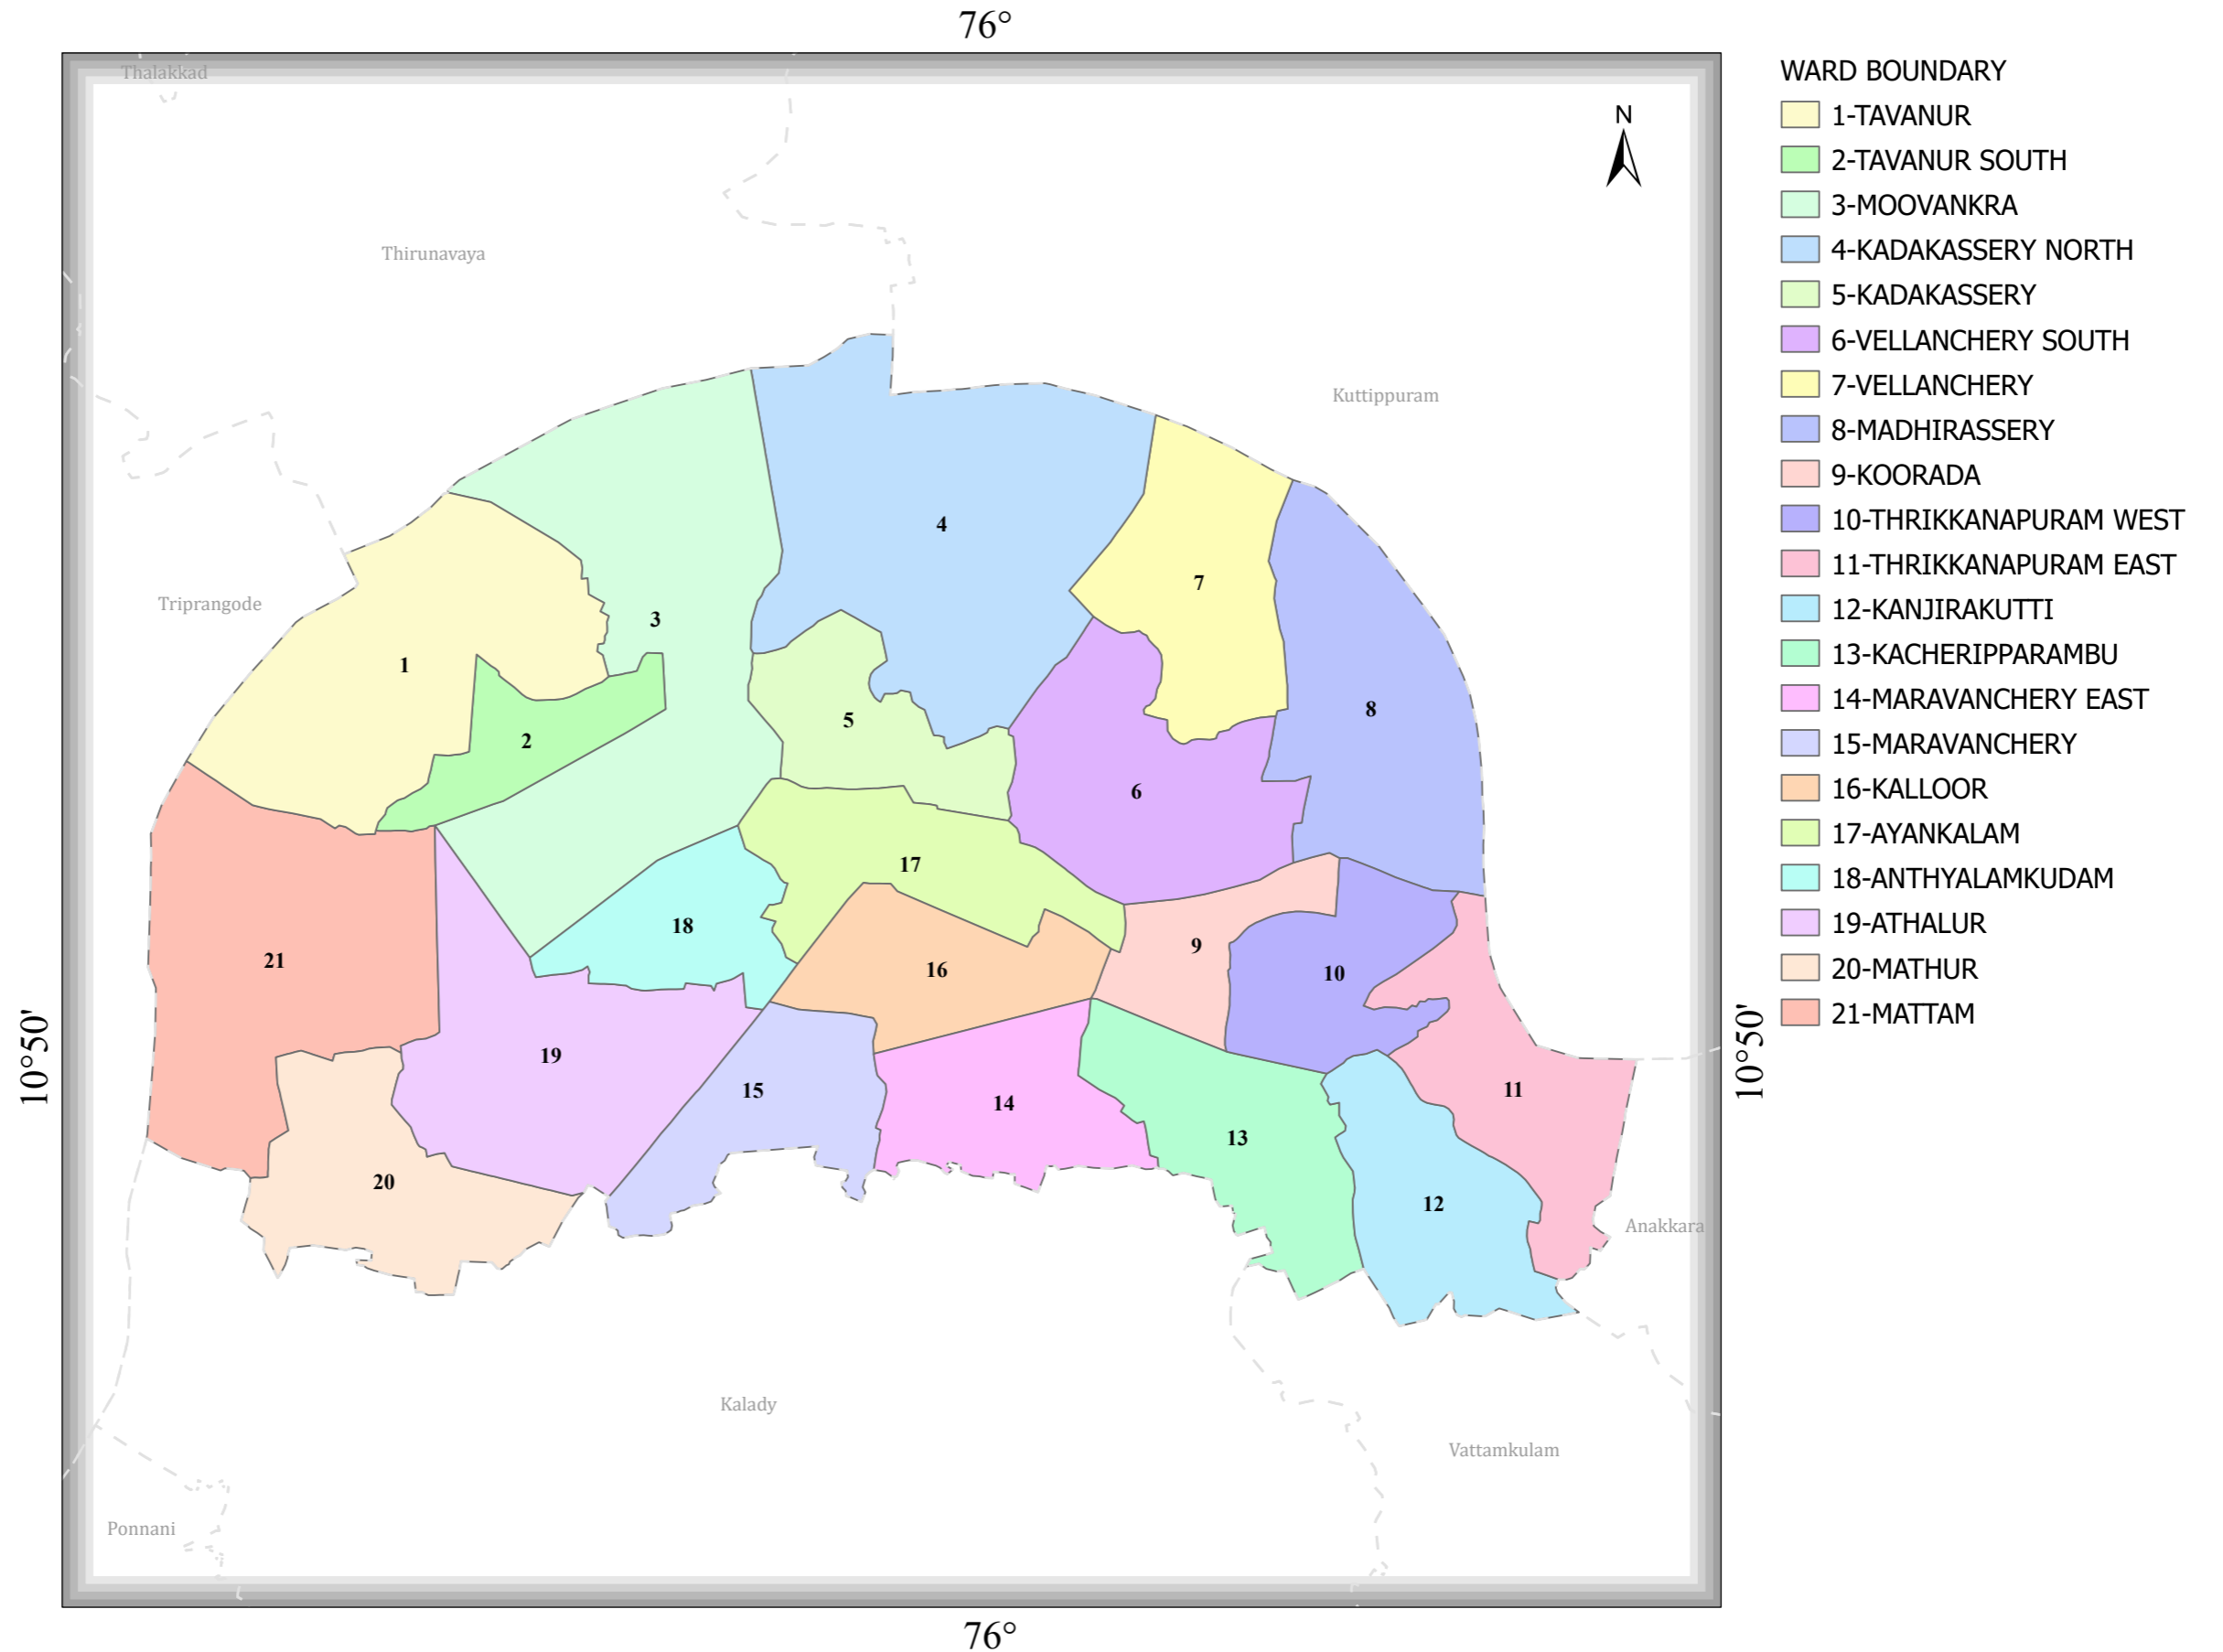 76°
Thalakkad
N
Thirunavaya
Kuttippuram
Triprangode
4
7
3
1
8
5
2
6
17
18
9
21
16
10
19
15
14
11
13
20
12
10°50'
10°50'
Anakkara
Kalady
Vattamkulam
Ponnani
76°
WARD BOUNDARY
1-TAVANUR
2-TAVANUR SOUTH
3-MOOVANKRA
4-KADAKASSERY NORTH
5-KADAKASSERY
6-VELLANCHERY SOUTH
7-VELLANCHERY
8-MADHIRASSERY
9-KOORADA
10-THRIKKANAPURAM WEST
11-THRIKKANAPURAM EAST
12-KANJIRAKUTTI
13-KACHERIPPARAMBU
14-MARAVANCHERY EAST
15-MARAVANCHERY
16-KALLOOR
17-AYANKALAM
18-ANTHYALAMKUDAM
19-ATHALUR
20-MATHUR
21-MATTAM